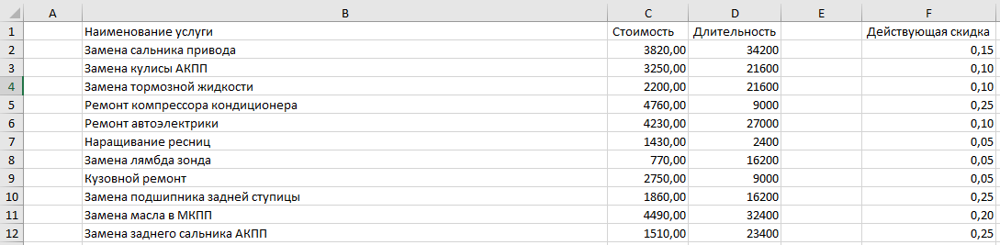 A B C D E F
1 Наименование услуги Стоимость Длительность Действующая скидка
2 Замена сальника привода 3820,00 34200 0,15
3 Замена кулисы АКПП 3250,00 21600 0,10
4 Замена тормозной жидкости 2200,00 21600 0,10
5 Ремонт компрессора кондиционера 4760,00 9000 0,25
6 Ремонт автоэлектрики 4230,00 27000 0,10
7 Наращивание ресниц 1430,00 2400 0,05
8 Замена лямбда зонда 770,00 16200 0,05
9 Кузовной ремонт 2750,00 9000 0,05
10 Замена подшипника задней ступицы 1860,00 16200 0,25
11 Замена масла в МКПП 4490,00 32400 0,20
12 Замена заднего сальника АКПП 1510,00 23400 0,25